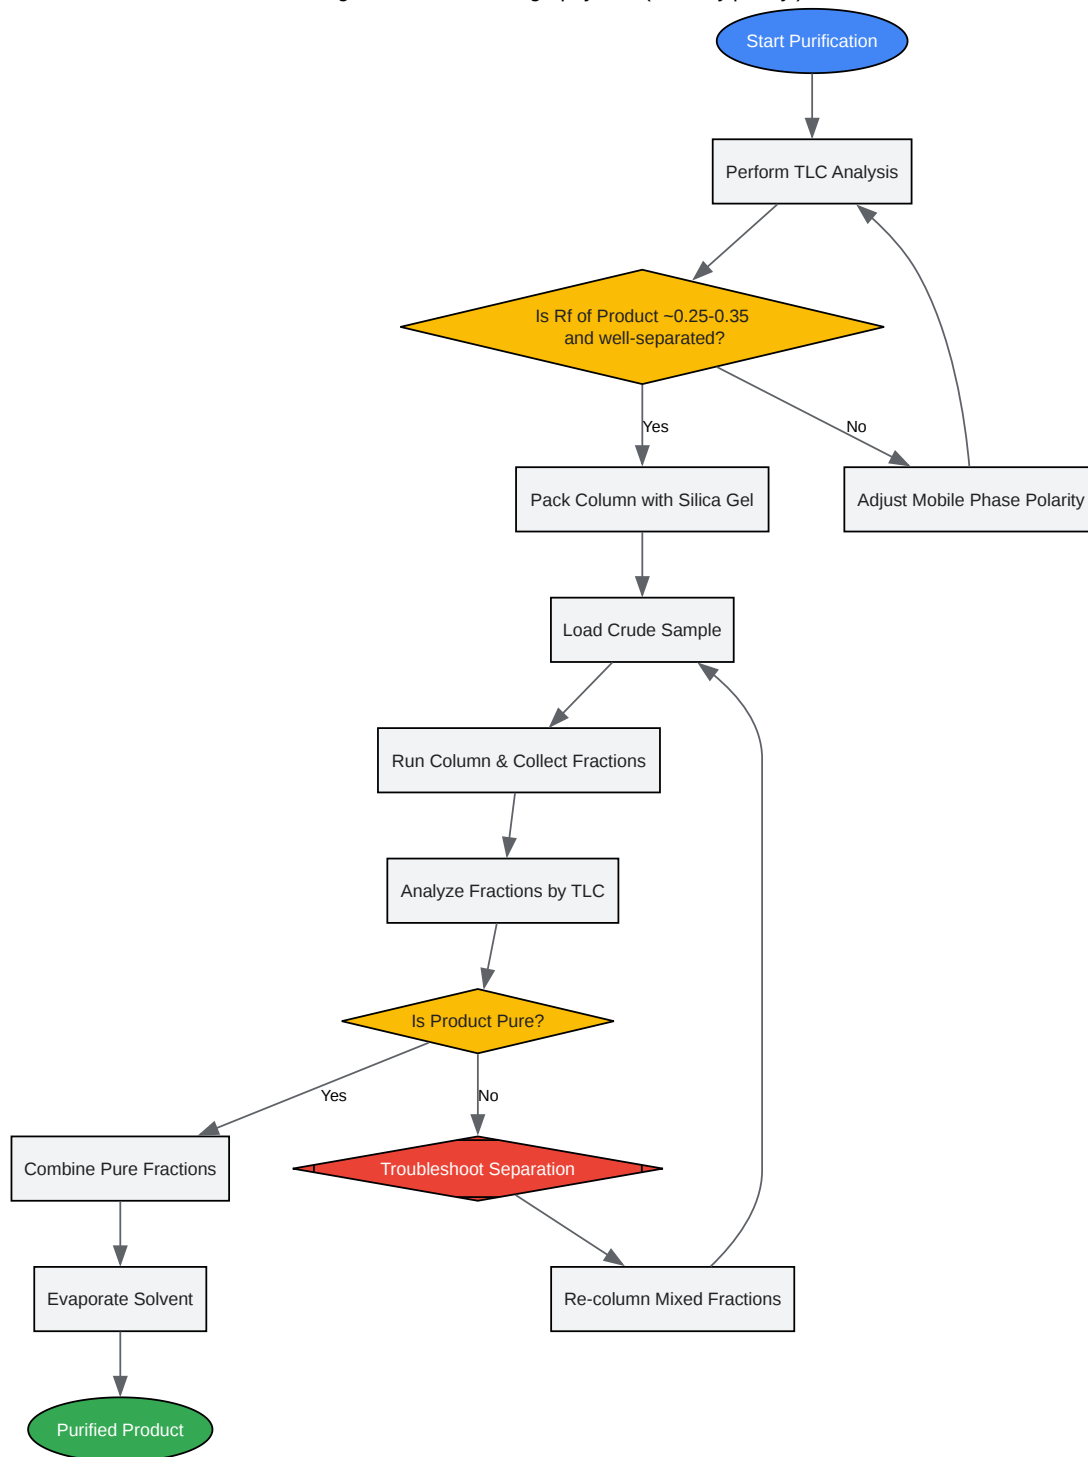 Start Purification
Perform TLC Analysis
Is Rf of Product ~0.25-0.35
and well-separated?
Yes
No
Pack Column with Silica Gel
Adjust Mobile Phase Polarity
Load Crude Sample
Run Column & Collect Fractions
Analyze Fractions by TLC
Is Product Pure?
Yes
No
Combine Pure Fractions
Troubleshoot Separation
Evaporate Solvent
Re-column Mixed Fractions
Purified Product